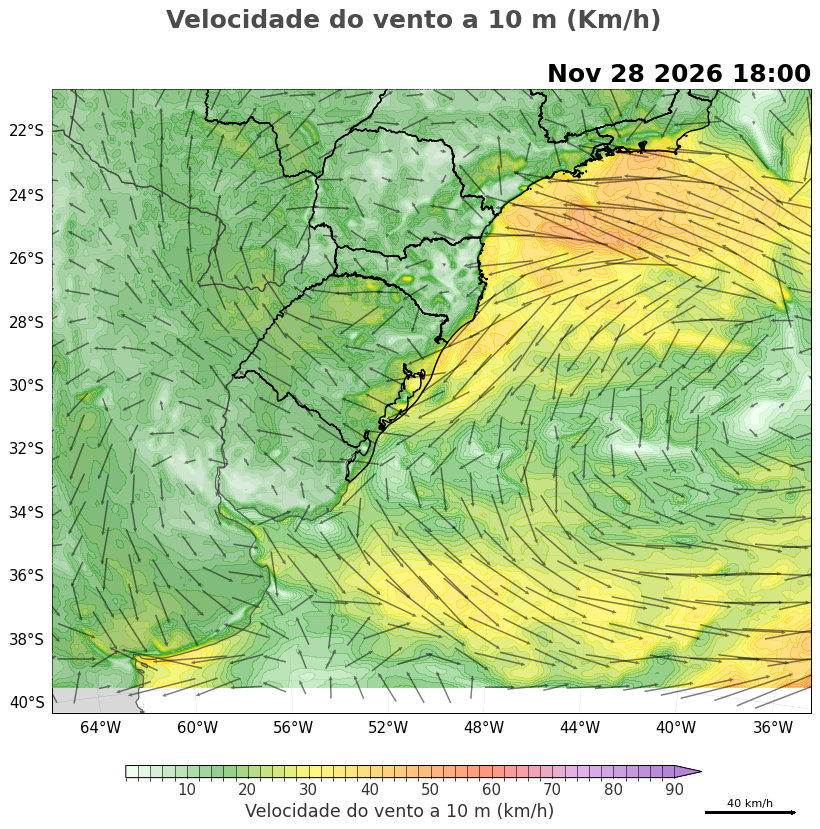 Velocidade do vento a 10 m (Km/h)
Nov 28 2026 18:00
22°S
24°S
26°S
28°S
30°S
32°S
34°S
36°S
38°S
40°S
64°W 60°W 56°W 52°W 48°W 44°W 40°W 36°W
10 20 30 40 50 60 70 80 90
Velocidade do vento a 10 m (km/h)
40 km/h